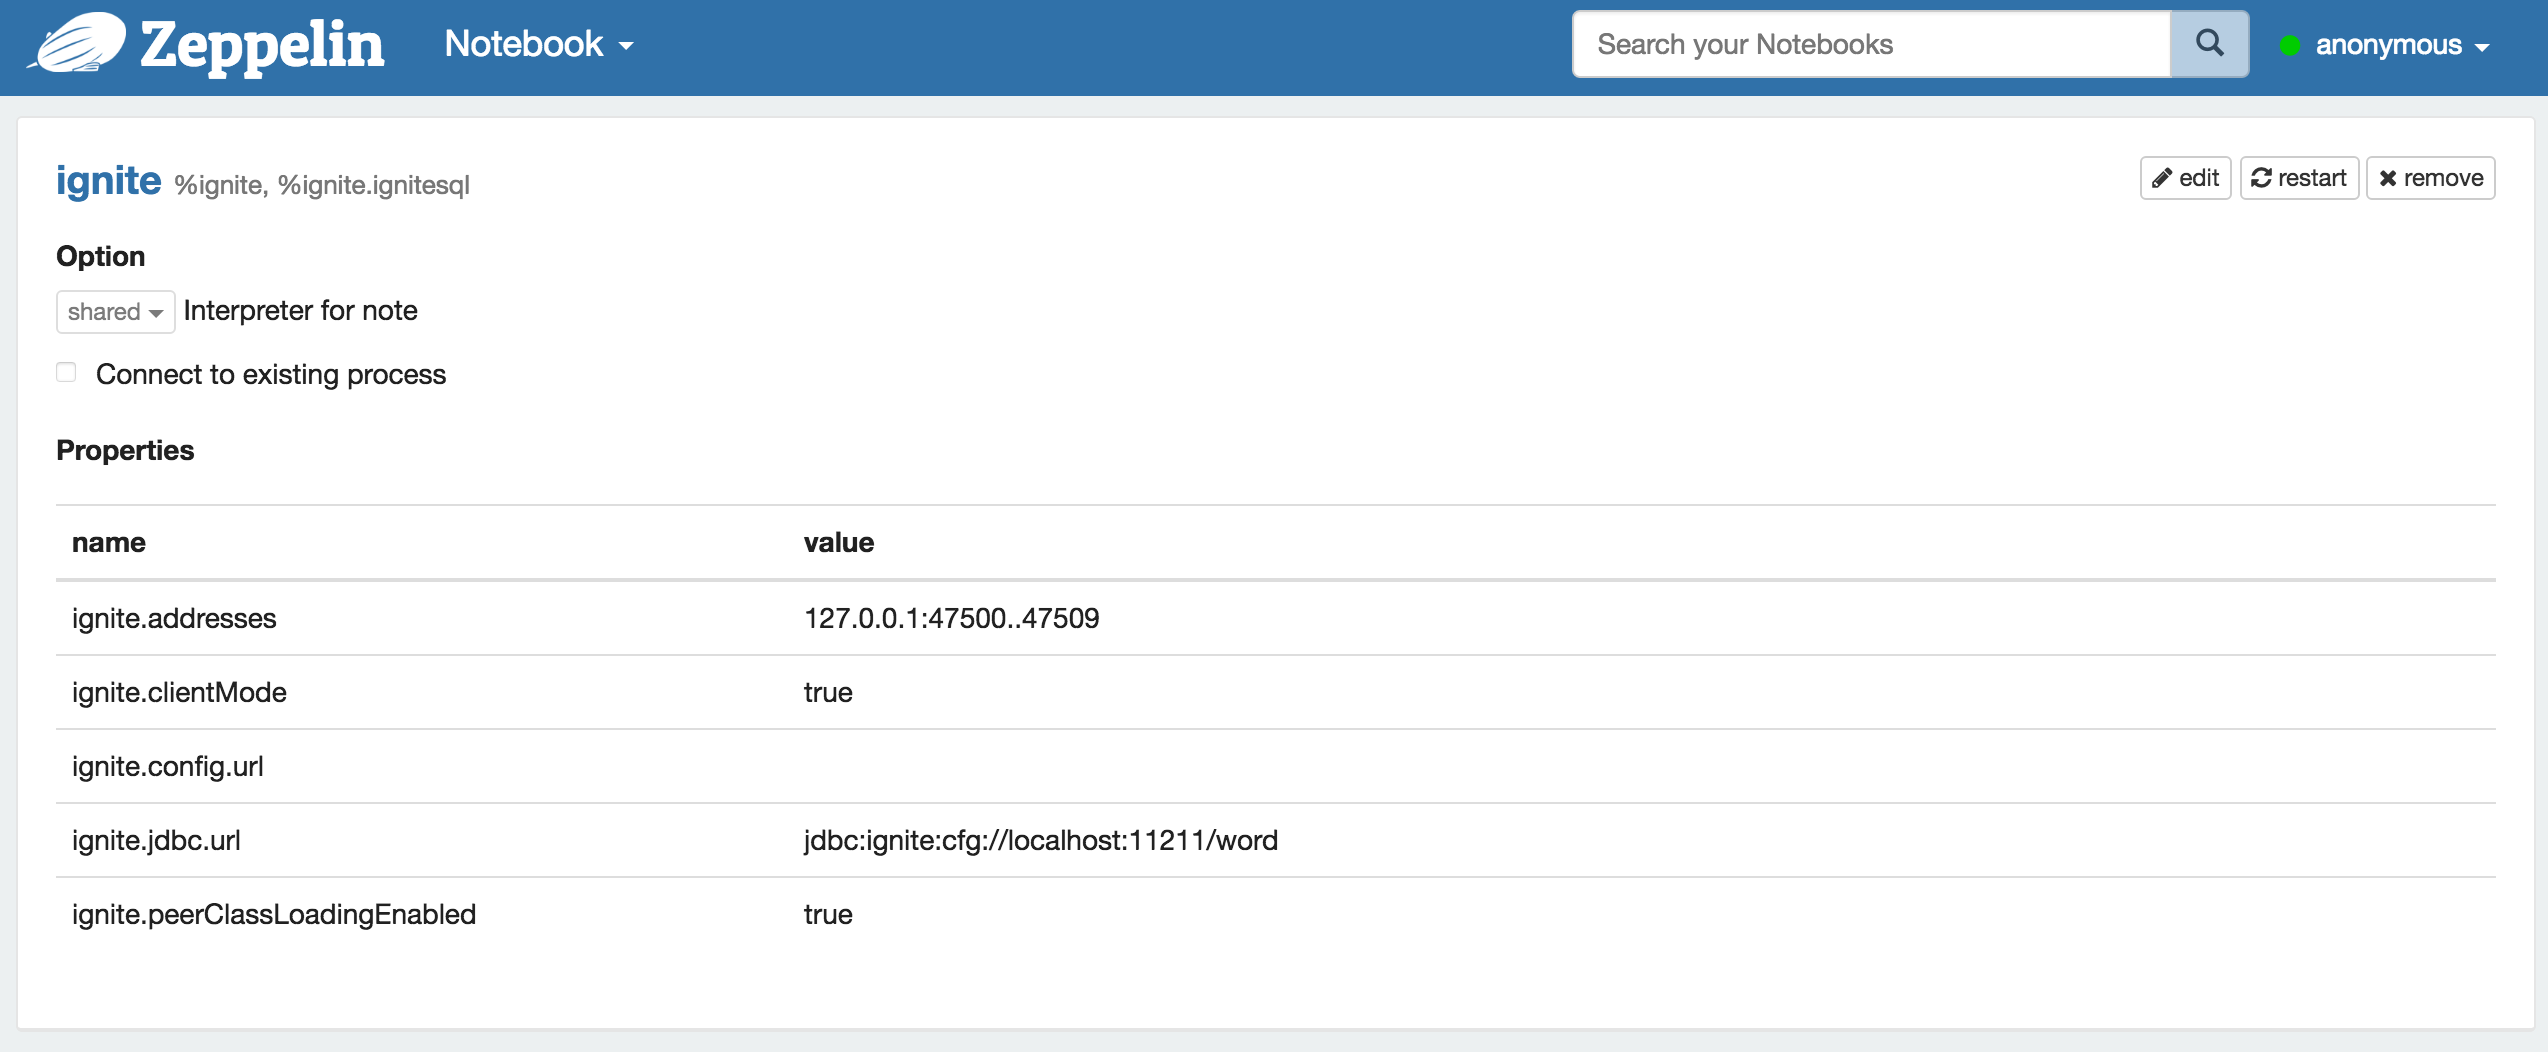 Zeppelin Notebook Search your Notebooks anonymous
ignite %ignite, %ignite.ignitesql edit restart remove
Option
shared Interpreter for note
Connect to existing process
Properties
name value
ignite.addresses 127.0.0.1:47500..47509
ignite.clientMode true
ignite.config.url
ignite.jdbc.url jdbc:ignite:cfg://localhost:11211/word
ignite.peerClassLoadingEnabled true